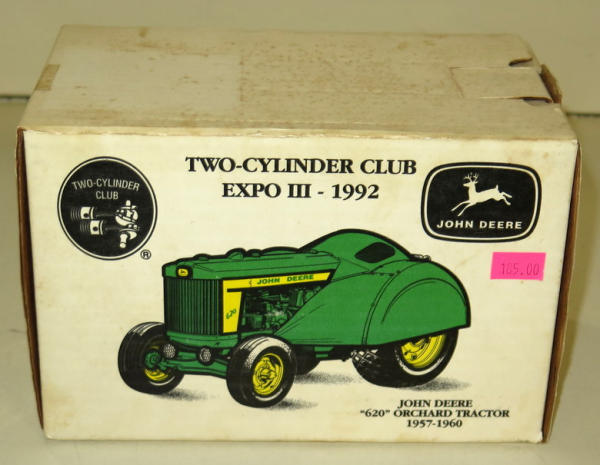 TWO-CYLINDER CLUB
EXPO III - 1992
TWO-CYLINDER
CLUB
®
JOHN DEERE
185.00
JOHN DEERE
620
JOHN DEERE
"620" ORCHARD TRACTOR
1957-1960